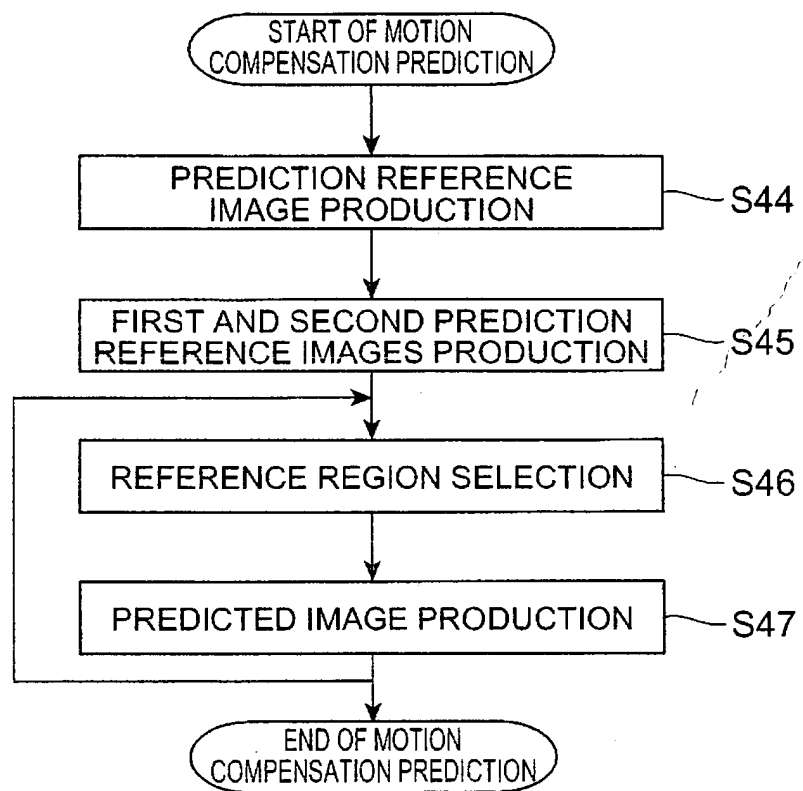 START OF MOTION
COMPENSATION PREDICTION
PREDICTION REFERENCE
IMAGE PRODUCTION
S44
FIRST AND SECOND PREDICTION
REFERENCE IMAGES PRODUCTION
S45
REFERENCE REGION SELECTION
S46
PREDICTED IMAGE PRODUCTION
S47
END OF MOTION
COMPENSATION PREDICTION